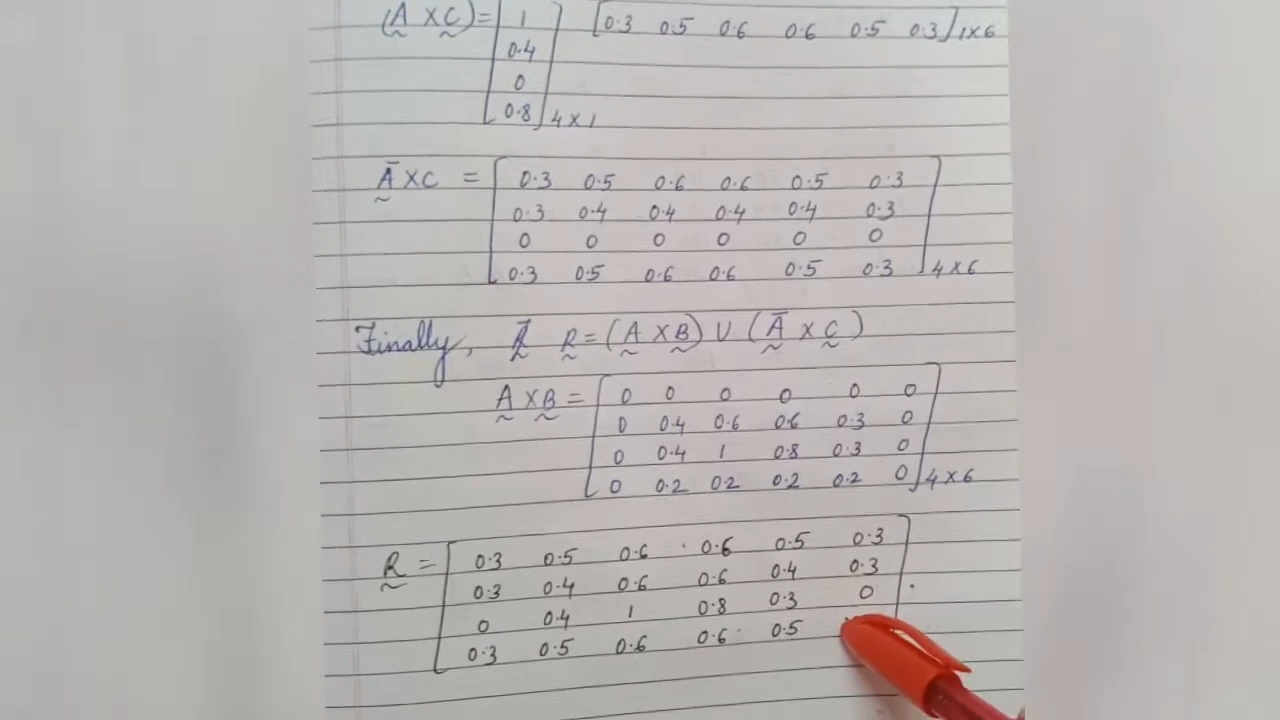 (A X C) = [1 [0.3 0.5 0.6 0.6 0.5 0.3] 1X6
0.4
0
0.8] 4 X 1
Ā X C = [0.3 0.5 0.6 0.6 0.5 0.3
0.3 0.4 0.4 0.4 0.4 0.3
0 0 0 0 0 0
0.3 0.5 0.6 0.6 0.5 0.3] 4 X 6
Finally, R = (A X B) U (Ā X C)
A X B = [0 0 0 0 0 0
0 0.4 0.6 0.6 0.3 0
0 0.4 1 0.8 0.3 0
0 0.2 0.2 0.2 0.2 0] 4 X 6
R = [0.3 0.5 0.6 0.6 0.5 0.3
0.3 0.4 0.6 0.6 0.4 0.3
0 0.4 1 0.8 0.3 0
0.3 0.5 0.6 0.6 0.5